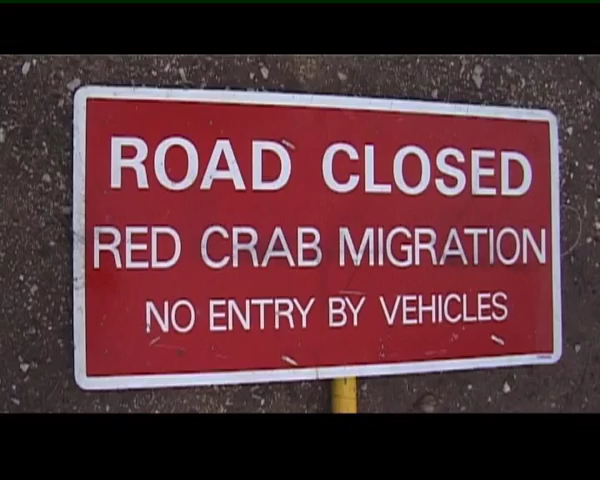 ROAD CLOSED
RED CRAB MIGRATION
NO ENTRY BY VEHICLES